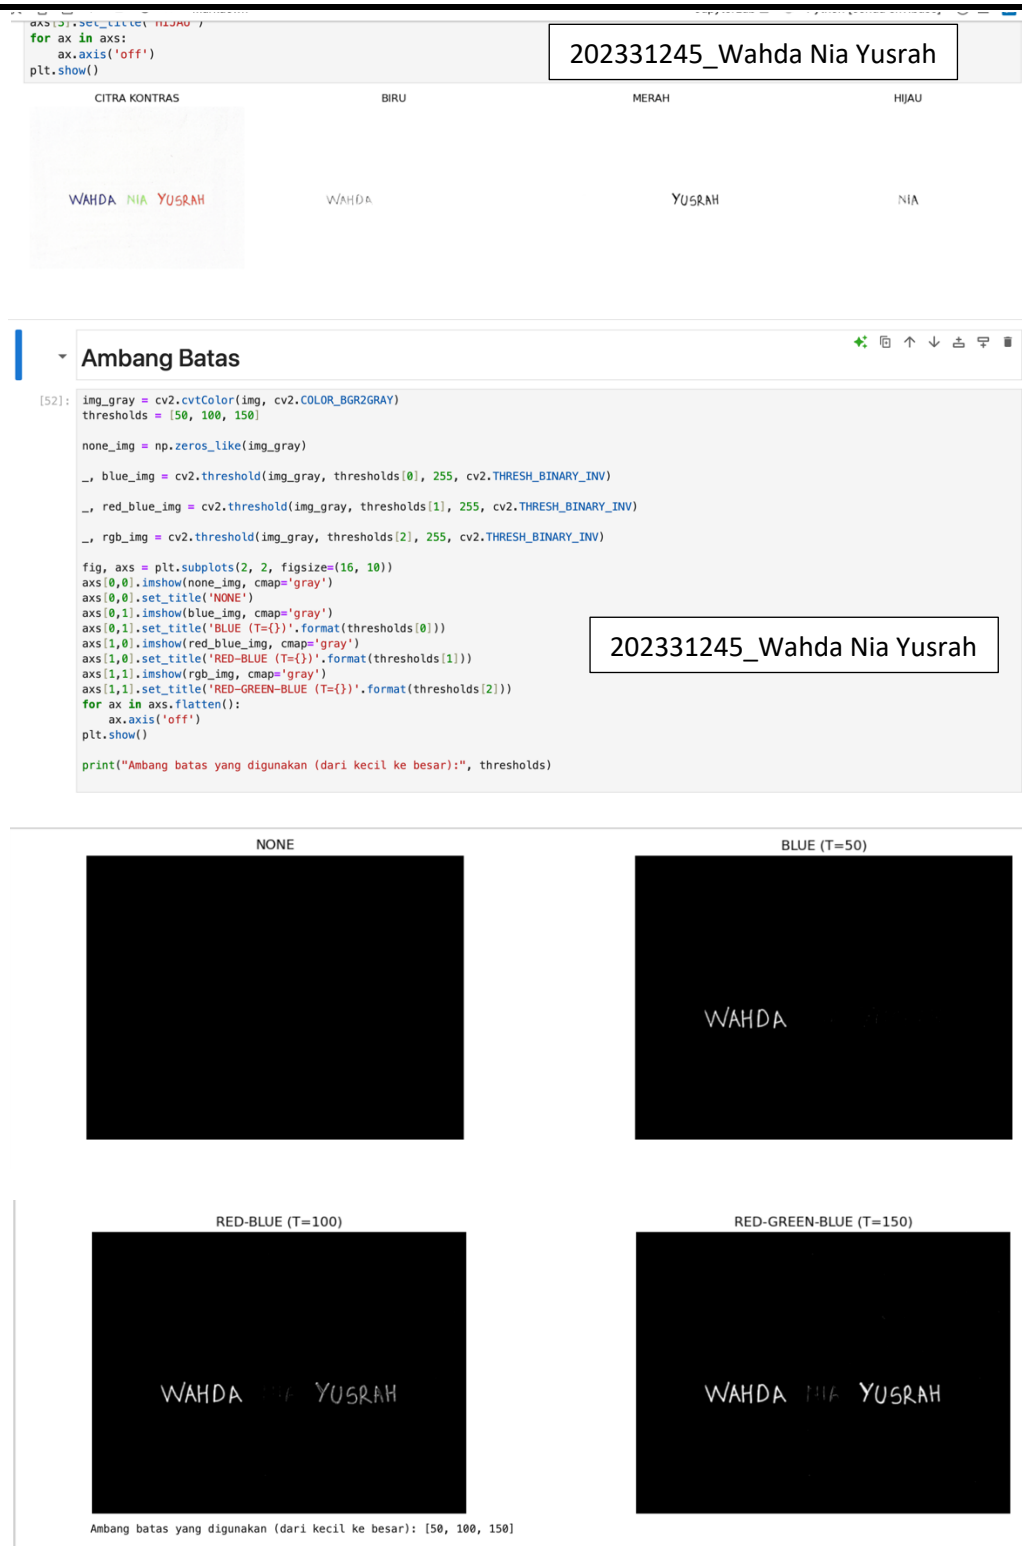 axs[3].set_title('HIJAU')
for ax in axs:
    ax.axis('off')
plt.show()
202331245_Wahda Nia Yusrah
CITRA KONTRAS
BIRU
MERAH
HIJAU
WAHDA NIA YUSRAH
WAHDA
YUSRAH
NIA
Ambang Batas
[52]:
img_gray = cv2.cvtColor(img, cv2.COLOR_BGR2GRAY)
thresholds = [50, 100, 150]
none_img = np.zeros_like(img_gray)
_, blue_img = cv2.threshold(img_gray, thresholds[0], 255, cv2.THRESH_BINARY_INV)
_, red_blue_img = cv2.threshold(img_gray, thresholds[1], 255, cv2.THRESH_BINARY_INV)
_, rgb_img = cv2.threshold(img_gray, thresholds[2], 255, cv2.THRESH_BINARY_INV)
fig, axs = plt.subplots(2, 2, figsize=(16, 10))
axs[0,0].imshow(none_img, cmap='gray')
axs[0,0].set_title('NONE')
axs[0,1].imshow(blue_img, cmap='gray')
axs[0,1].set_title('BLUE (T={})'.format(thresholds[0]))
axs[1,0].imshow(red_blue_img, cmap='gray')
axs[1,0].set_title('RED-BLUE (T={})'.format(thresholds[1]))
axs[1,1].imshow(rgb_img, cmap='gray')
axs[1,1].set_title('RED-GREEN-BLUE (T={})'.format(thresholds[2]))
for ax in axs.flatten():
    ax.axis('off')
plt.show()
print("Ambang batas yang digunakan (dari kecil ke besar):", thresholds)
202331245_Wahda Nia Yusrah
NONE
BLUE (T=50)
WAHDA
RED-BLUE (T=100)
RED-GREEN-BLUE (T=150)
WAHDA NIA YUSRAH
WAHDA NIA YUSRAH
Ambang batas yang digunakan (dari kecil ke besar): [50, 100, 150]